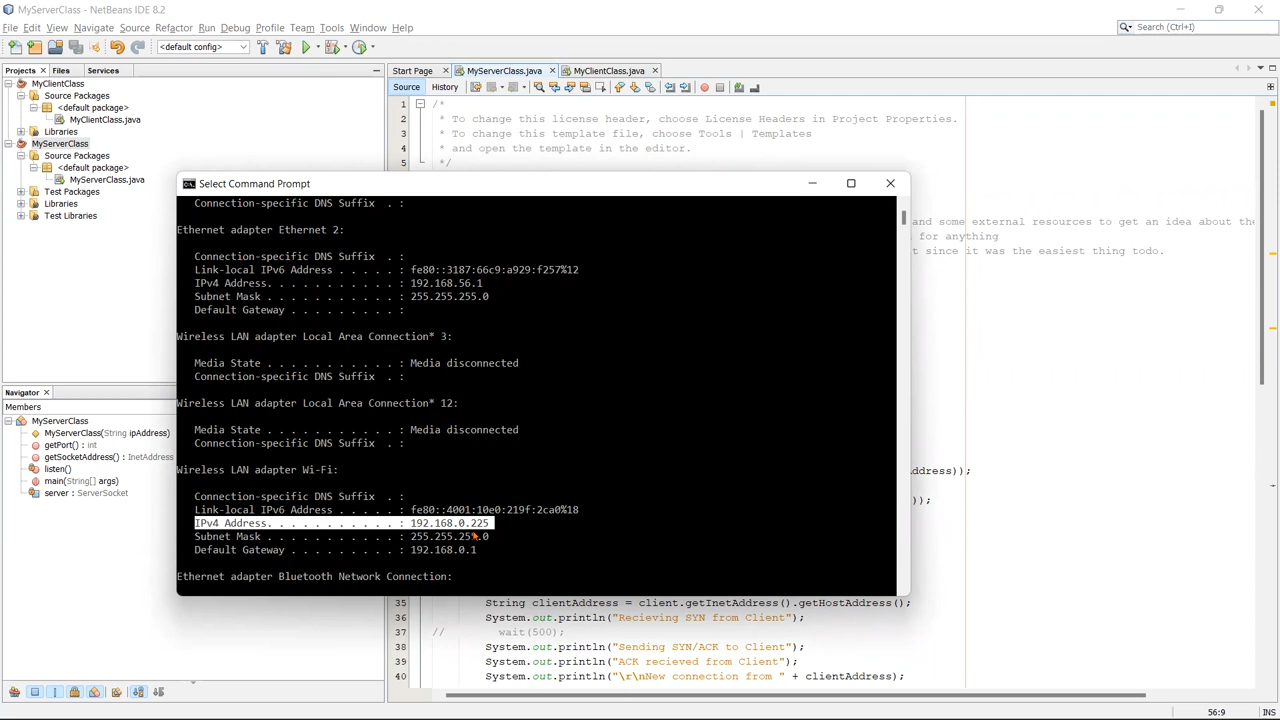 MyServerClass - NetBeans IDE 8.2
File Edit View Navigate Source Refactor Run Debug Profile Team Tools Window Help
Search (Ctrl+I)
<default config>
Projects Files Services
Start Page MyServerClass.java MyClientClass.java
Source History
MyClientClass
Source Packages
<default package>
MyClientClass.java
Libraries
MyServerClass
Source Packages
<default package>
MyServerClass.java
Test Packages
Libraries
Test Libraries
1 /*
2 * To change this license header, choose License Headers in Project Properties.
3 * To change this template file, choose Tools | Templates
4 * and open the template in the editor.
5 */
and some external resources to get an idea about the
for anything
t since it was the easiest thing todo.
Select Command Prompt
Connection-specific DNS Suffix . :
Ethernet adapter Ethernet 2:
Connection-specific DNS Suffix . :
Link-local IPv6 Address . . . . . : fe80::3187:66c9:a929:f257%12
IPv4 Address. . . . . . . . . . . : 192.168.56.1
Subnet Mask . . . . . . . . . . . : 255.255.255.0
Default Gateway . . . . . . . . . :
Wireless LAN adapter Local Area Connection* 3:
Media State . . . . . . . . . . . : Media disconnected
Connection-specific DNS Suffix . :
Wireless LAN adapter Local Area Connection* 12:
Media State . . . . . . . . . . . : Media disconnected
Connection-specific DNS Suffix . :
Wireless LAN adapter Wi-Fi:
Connection-specific DNS Suffix . :
Link-local IPv6 Address . . . . . : fe80::4001:10e0:219f:2ca0%18
IPv4 Address. . . . . . . . . . . : 192.168.0.225
Subnet Mask . . . . . . . . . . . : 255.255.255.0
Default Gateway . . . . . . . . . : 192.168.0.1
Ethernet adapter Bluetooth Network Connection:
Navigator
Members
MyServerClass
MyServerClass(String ipAddress)
getPort() : int
getSocketAddress() : InetAddress
listen()
main(String[] args)
server : ServerSocket
ddress));
));
35 String clientAddress = client.getInetAddress().getHostAddress();
36 System.out.println("Recieving SYN from Client");
37 // wait(500);
38 System.out.println("Sending SYN/ACK to Client");
39 System.out.println("ACK recieved from Client");
40 System.out.println("\r\nNew connection from " + clientAddress);
56:9 INS